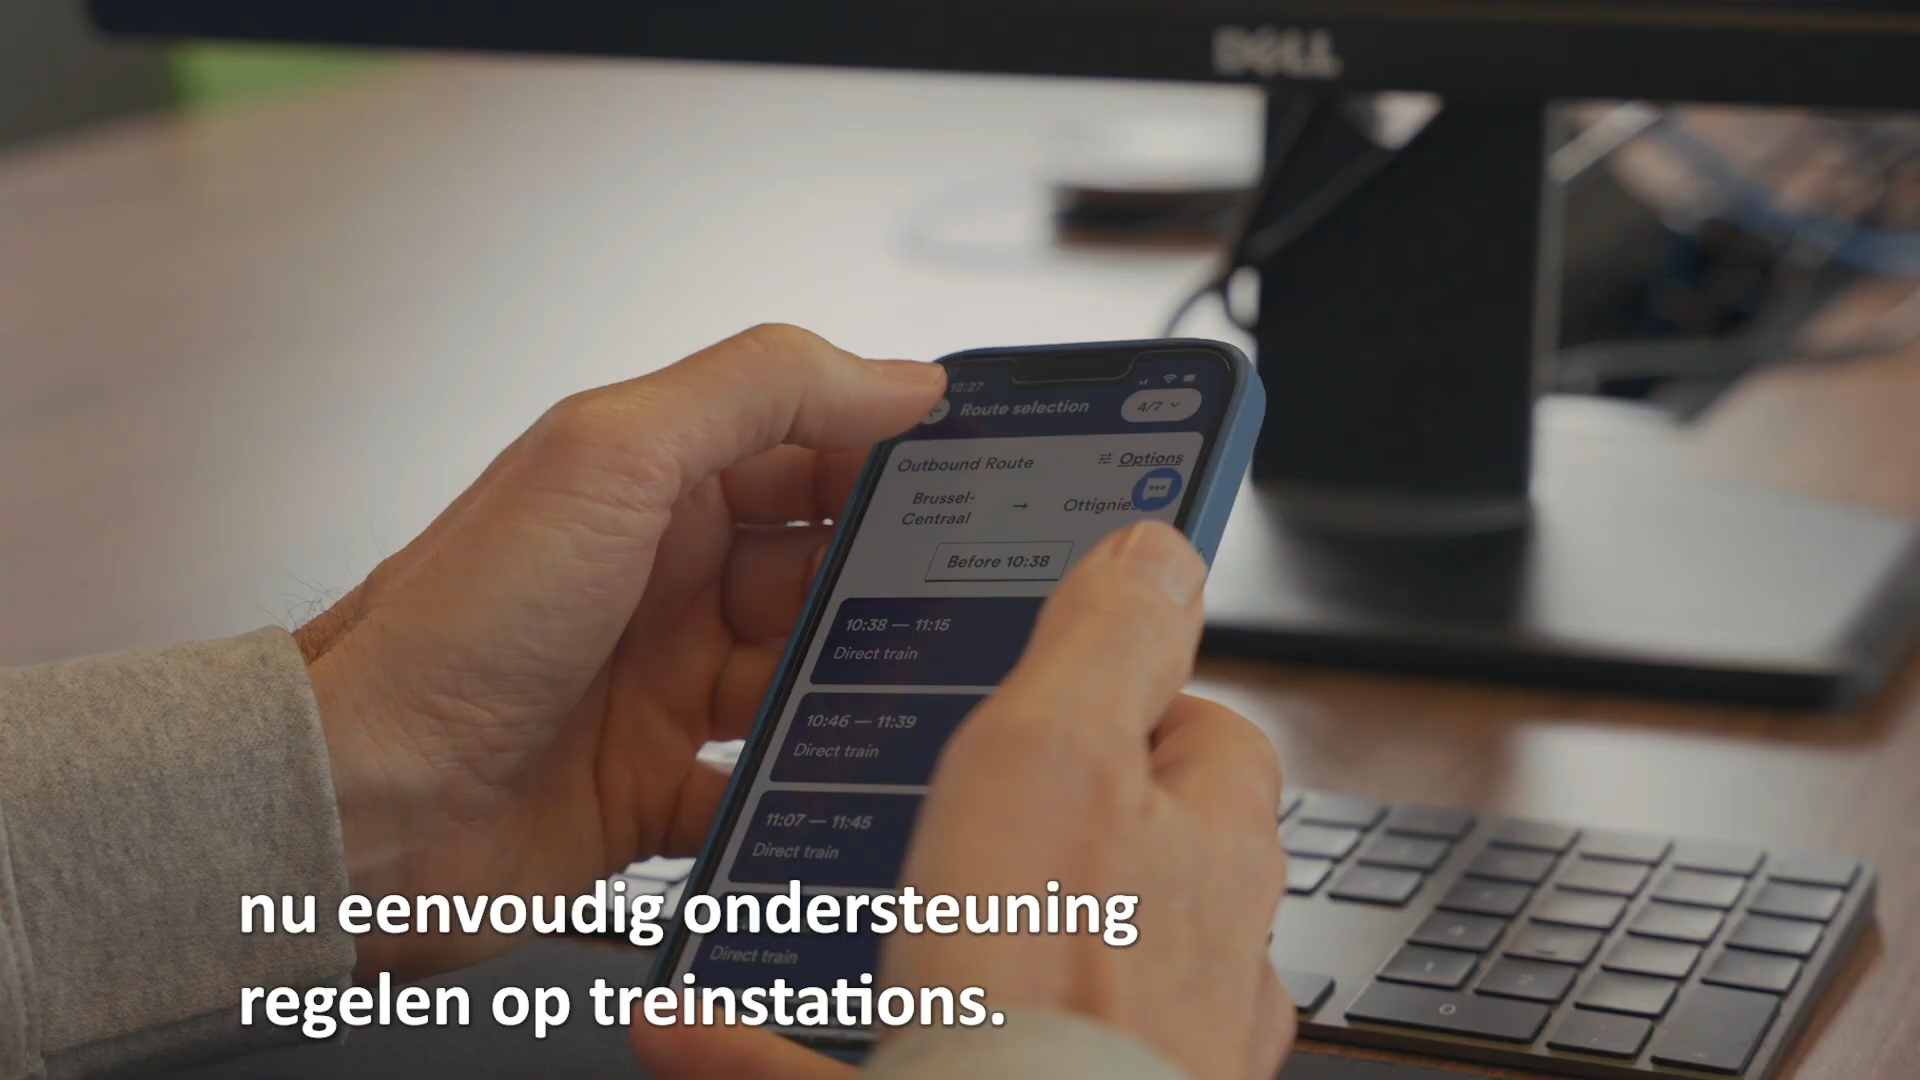 DELL
12:27
Route selection
4/7
Outbound Route
Options
Brussel-
Centraal
→
Before 10:38
10:38 — 11:15
Direct train
10:46 — 11:39
Direct train
11:07 — 11:45
Direct train
Direct train
nu eenvoudig ondersteuning
regelen op treinstations.
0